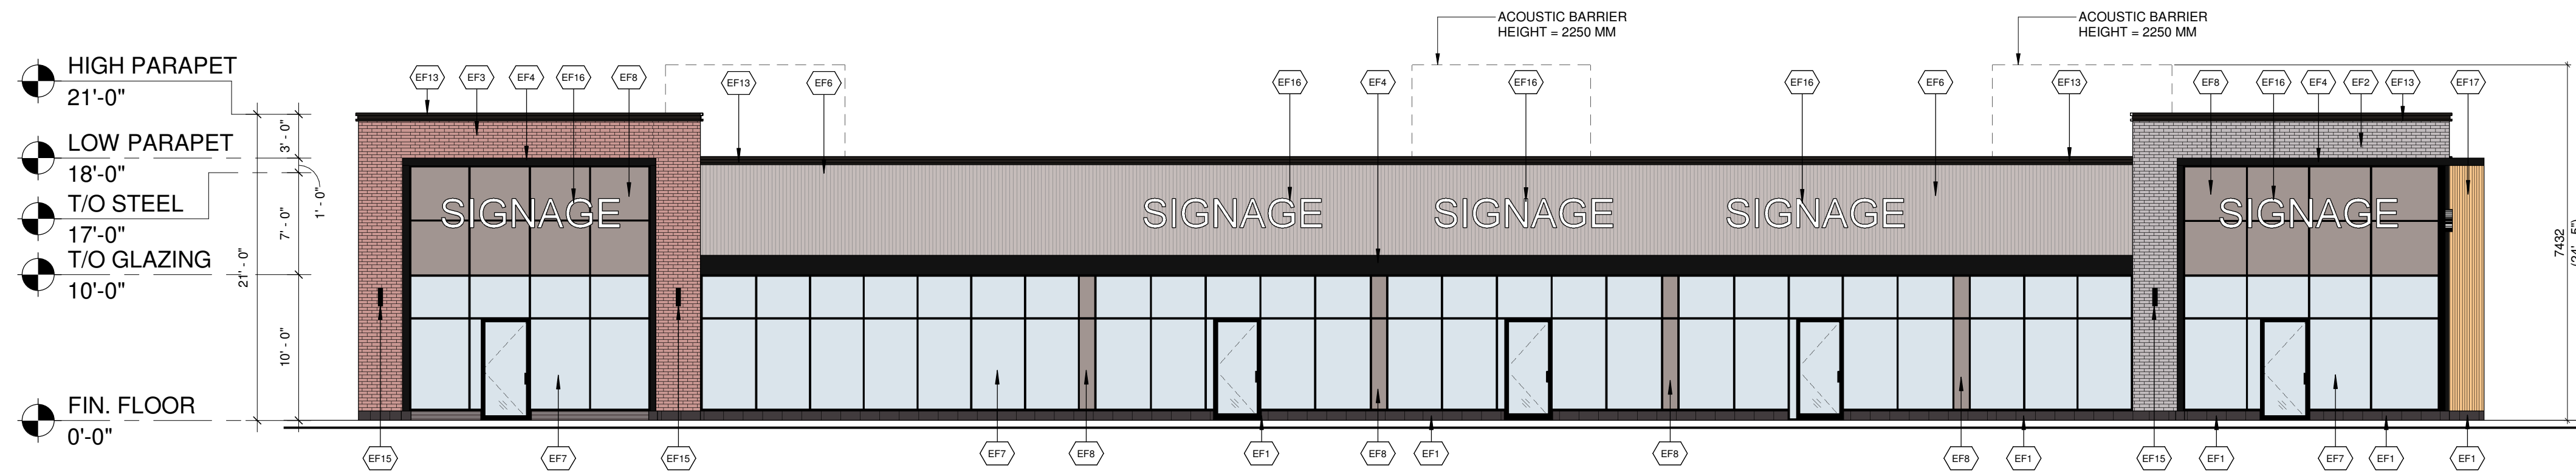 ACOUSTIC BARRIER
HEIGHT = 2250 MM
ACOUSTIC BARRIER
HEIGHT = 2250 MM
HIGH PARAPET
21'-0"
LOW PARAPET
18'-0"
T/O STEEL
17'-0"
T/O GLAZING
10'-0"
FIN. FLOOR
0'-0"
21' - 0"
3' - 0"
1' - 0"
7' - 0"
10' - 0"
EF13 EF3 EF4 EF16 EF8 EF13 EF6 EF16 EF4 EF16 EF16 EF6 EF13 EF8 EF16 EF4 EF2 EF13 EF17
SIGNAGE SIGNAGE SIGNAGE SIGNAGE SIGNAGE
7432
EF15 EF7 EF15 EF7 EF8 EF1 EF8 EF1 EF8 EF8 EF1 EF15 EF1 EF7 EF1 EF1